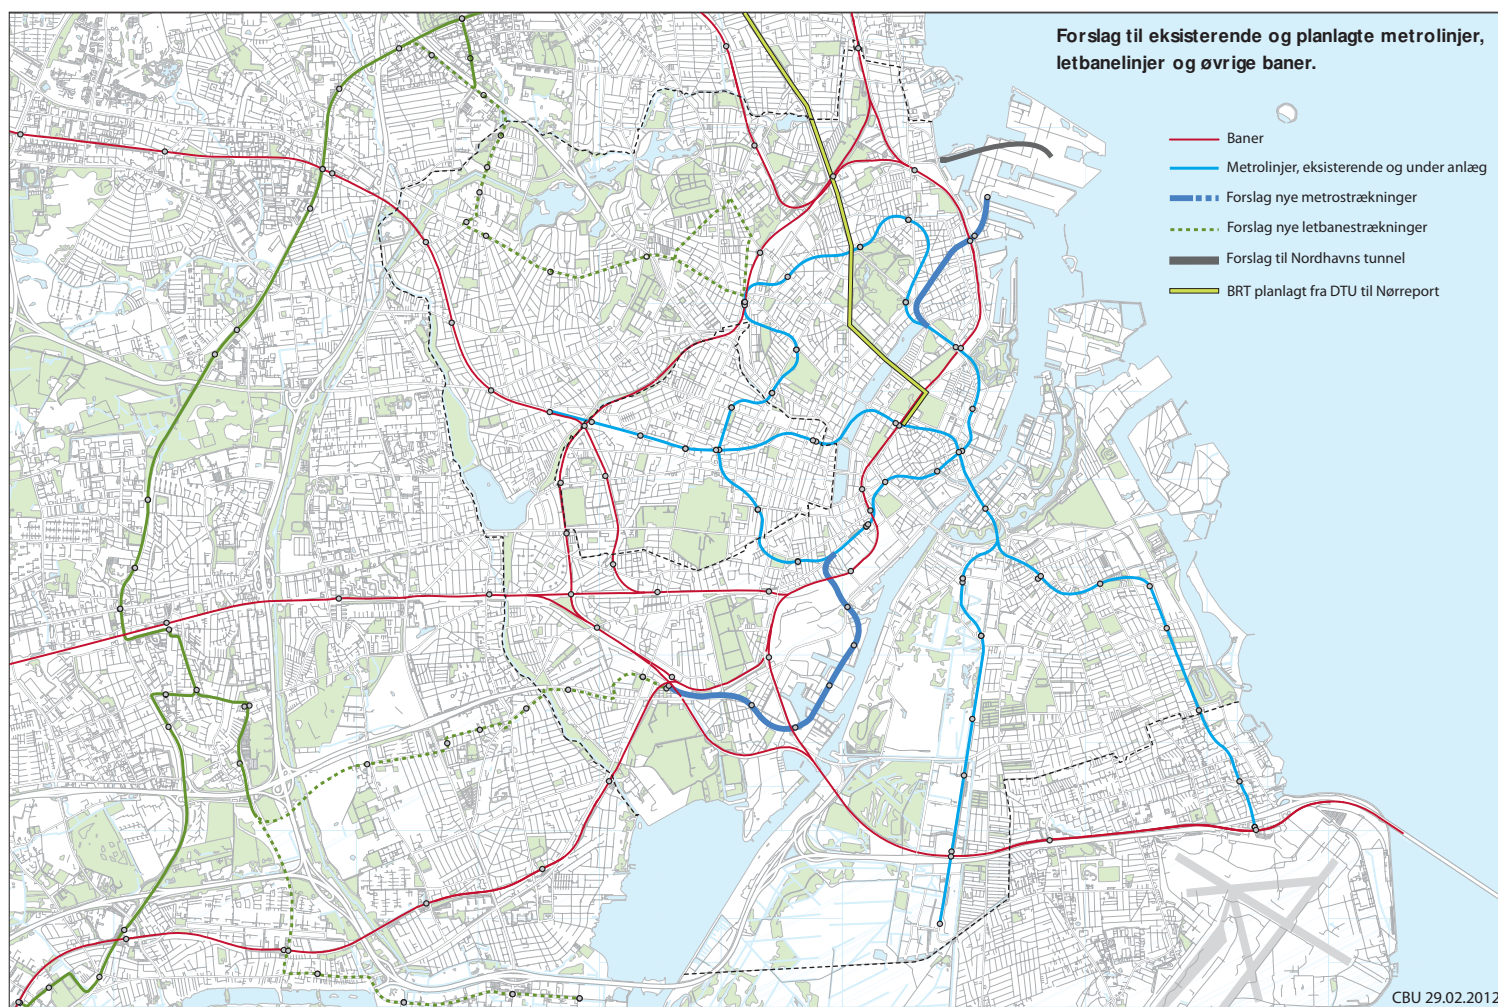 Forslag til eksisterende og planlagte metrolinjer,
letbanelinjer og øvrige baner.
Baner
Metrolinjer, eksisterende og under anlæg
Forslag nye metrostrækninger
Forslag nye letbanestrækninger
Forslag til Nordhavns tunnel
BRT planlagt fra DTU til Nørreport
CBU 29.02.2012